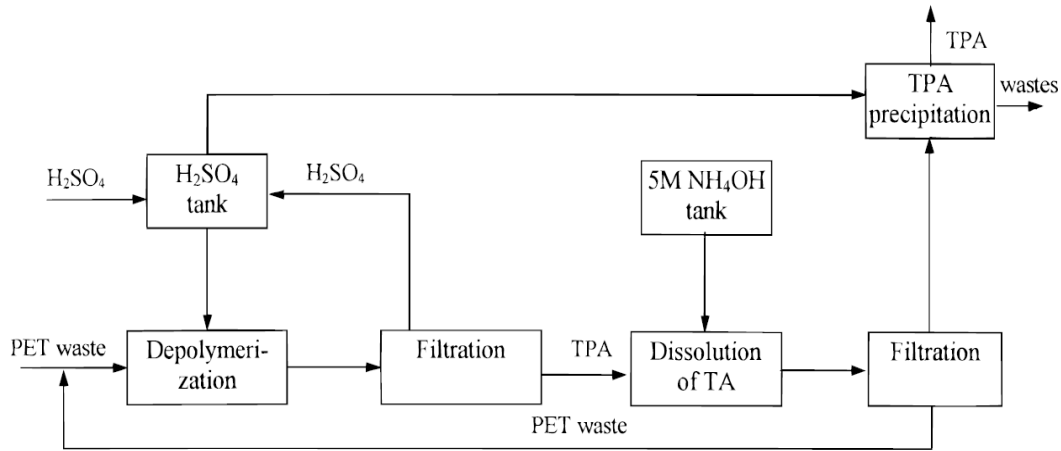 TPA
TPA
precipitation
wastes
H₂SO₄
H₂SO₄
tank
H₂SO₄
5M NH₄OH
tank
PET waste
Depolymeri-
zation
Filtration
TPA
Dissolution
of TA
Filtration
PET waste